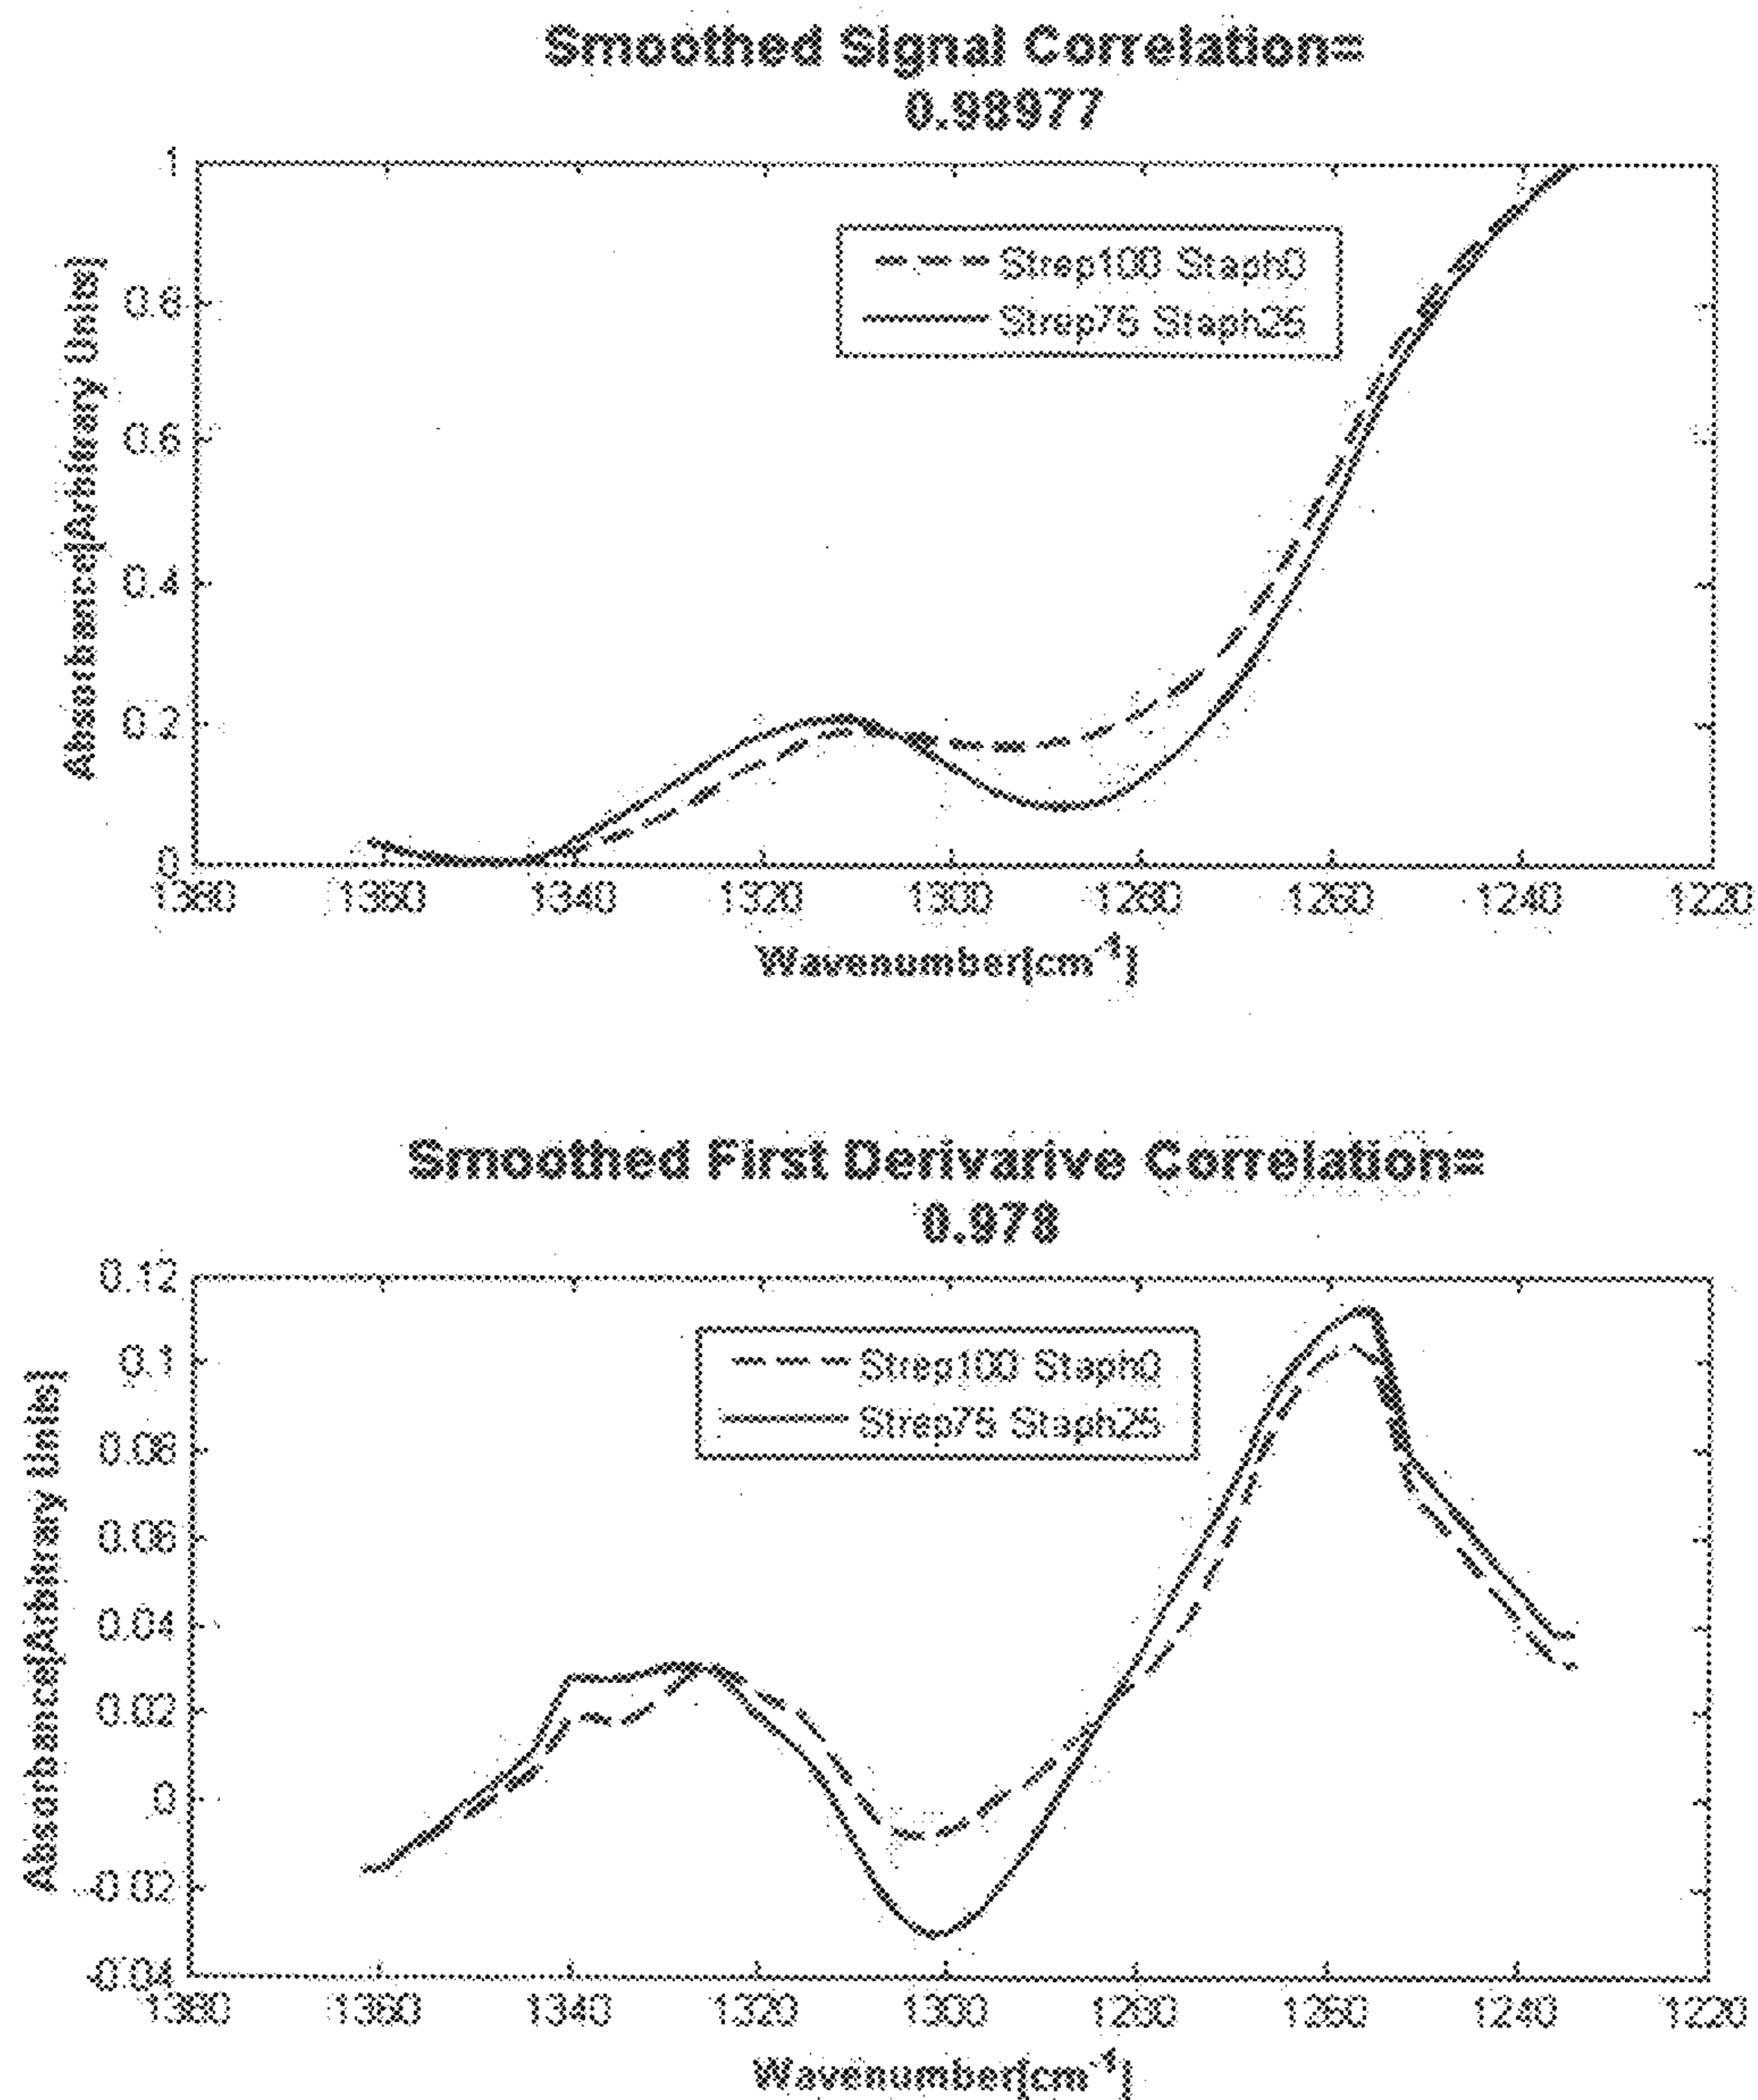 Smoothed Signal Correlation=
0.98977
Absorbance[Arbitrary Units]
1
0.8
0.6
0.4
0.2
0
Strep100 Staph0
Strep75 Staph25
1380 1360 1340 1320 1300 1280 1260 1240 1220
Wavenumber[cm⁻¹]
Smoothed First Derivarive Correlation=
0.978
Absorbance[Arbitrary Units]
0.12
0.1
0.08
0.06
0.04
0.02
0
-0.02
-0.04
Strep100 Staph0
Strep75 Staph25
1380 1360 1340 1320 1300 1280 1260 1240 1220
Wavenumber[cm⁻¹]